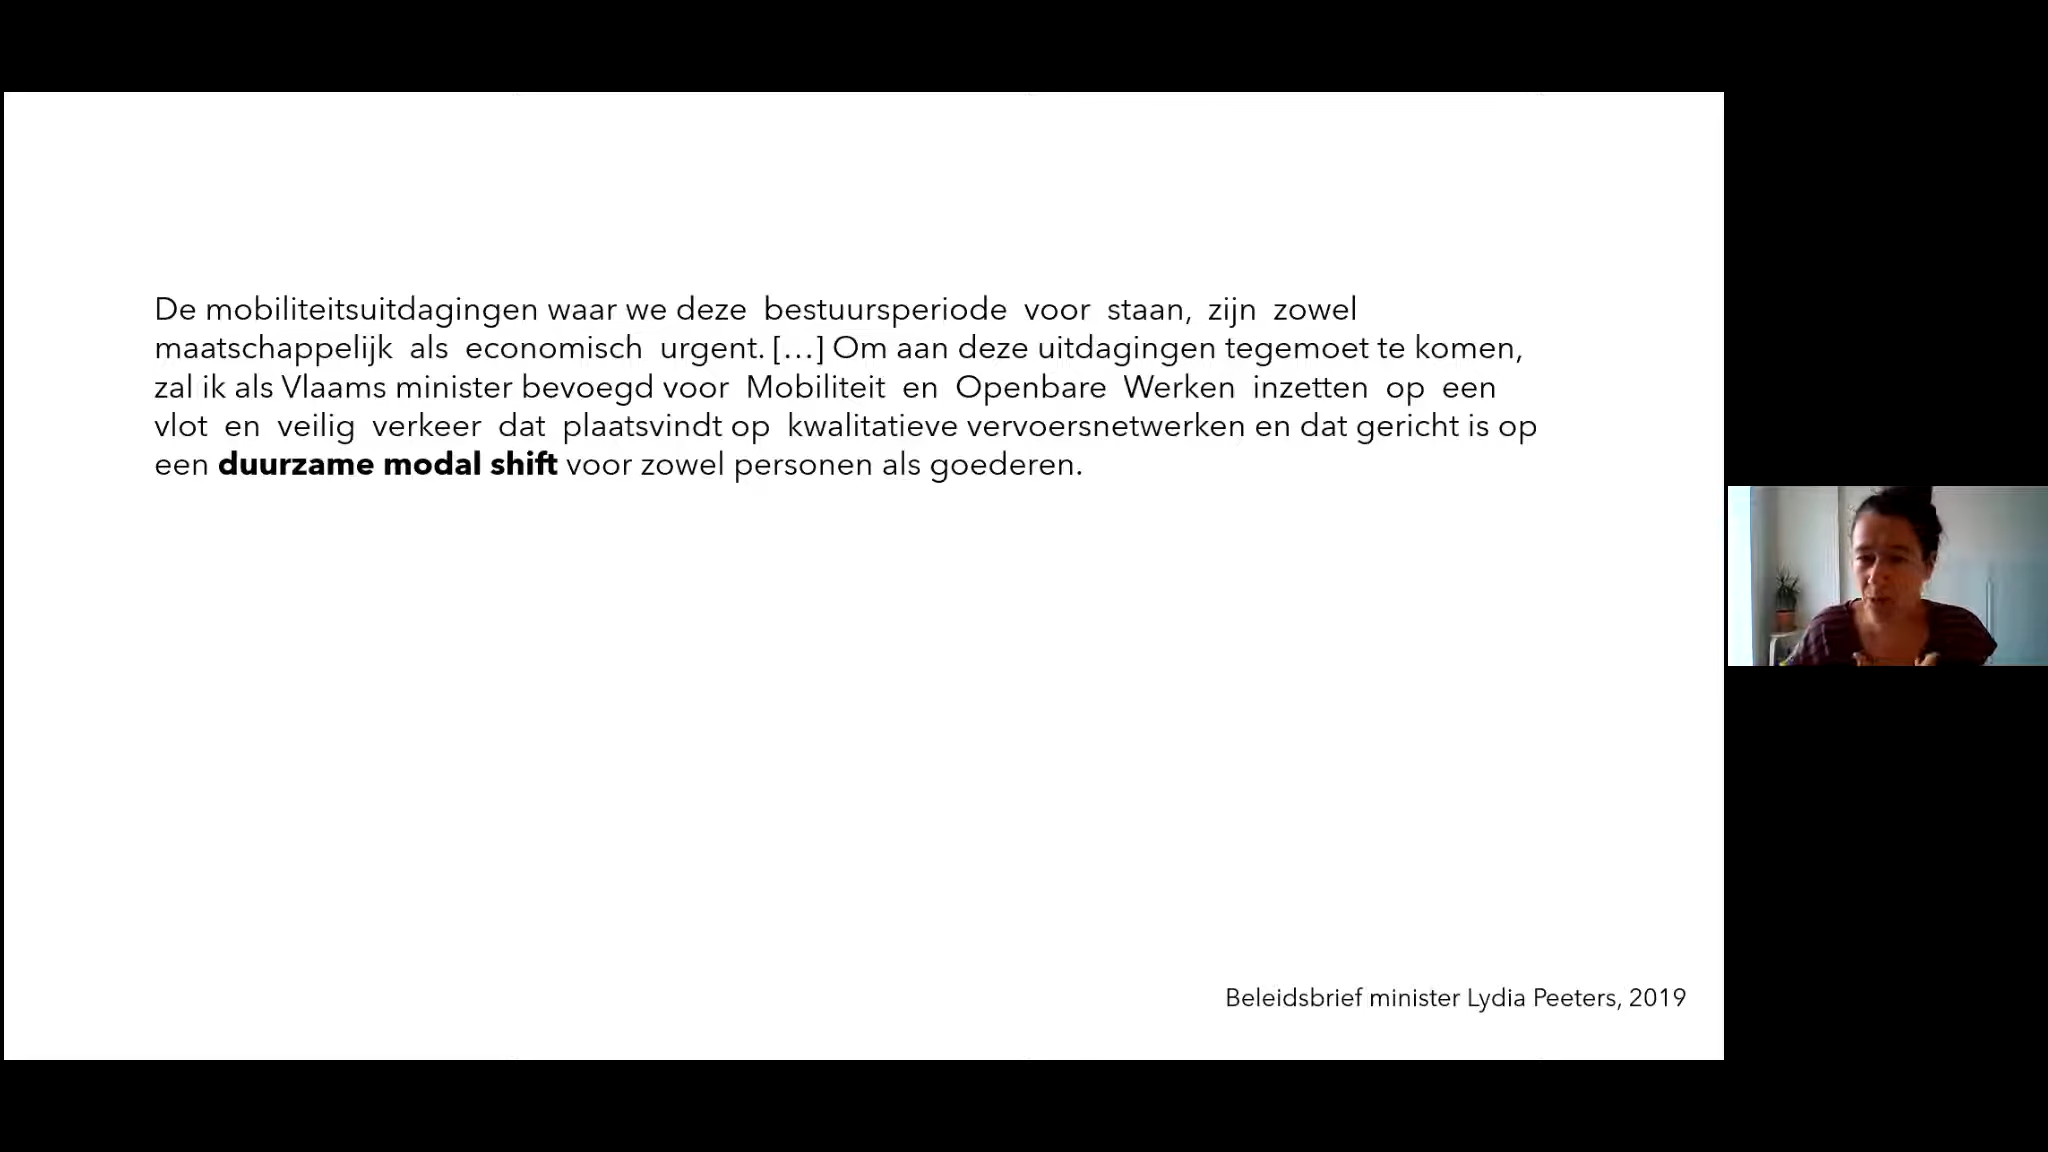 De mobiliteitsuitdagingen waar we deze bestuursperiode voor staan, zijn zowel
maatschappelijk als economisch urgent. […] Om aan deze uitdagingen tegemoet te komen,
zal ik als Vlaams minister bevoegd voor Mobiliteit en Openbare Werken inzetten op een
vlot en veilig verkeer dat plaatsvindt op kwalitatieve vervoersnetwerken en dat gericht is op
een duurzame modal shift voor zowel personen als goederen.
Beleidsbrief minister Lydia Peeters, 2019